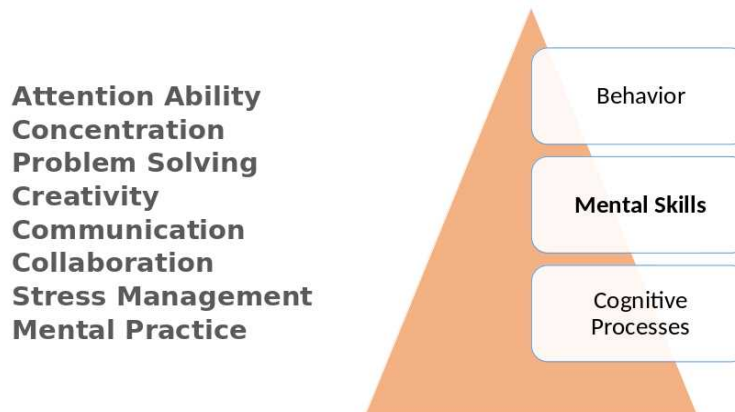 Attention Ability
Concentration
Problem Solving
Creativity
Communication
Collaboration
Stress Management
Mental Practice
Behavior
Mental Skills
Cognitive
Processes